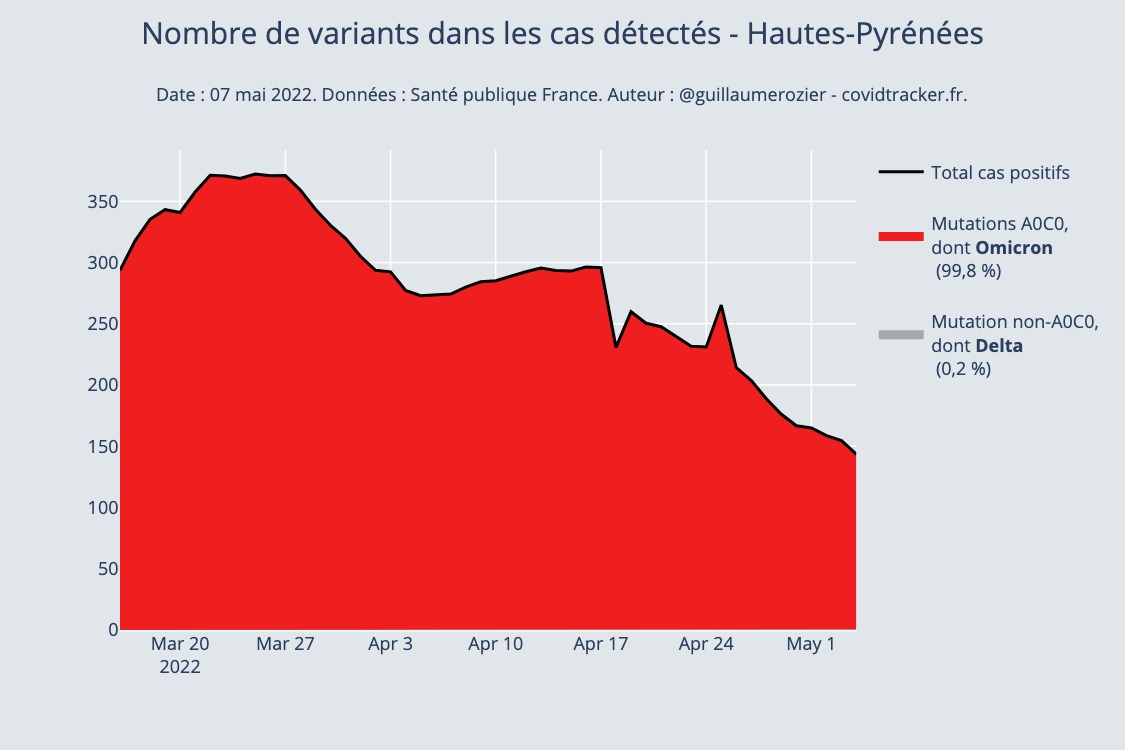 Nombre de variants dans les cas détectés - Hautes-Pyrénées
Date : 07 mai 2022. Données : Santé publique France. Auteur : @guillaumerozier - covidtracker.fr.
Total cas positifs
Mutations A0C0,
dont Omicron
(99,8 %)
Mutation non-A0C0,
dont Delta
(0,2 %)
350
300
250
200
150
100
50
0
Mar 20
2022
Mar 27
Apr 3
Apr 10
Apr 17
Apr 24
May 1